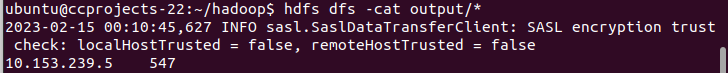 ubuntu@ccprojects-22:~/hadoop$ hdfs dfs -cat output/*
2023-02-15 00:10:45,627 INFO sasl.SaslDataTransferClient: SASL encryption trust
 check: localHostTrusted = false, remoteHostTrusted = false
10.153.239.5    547